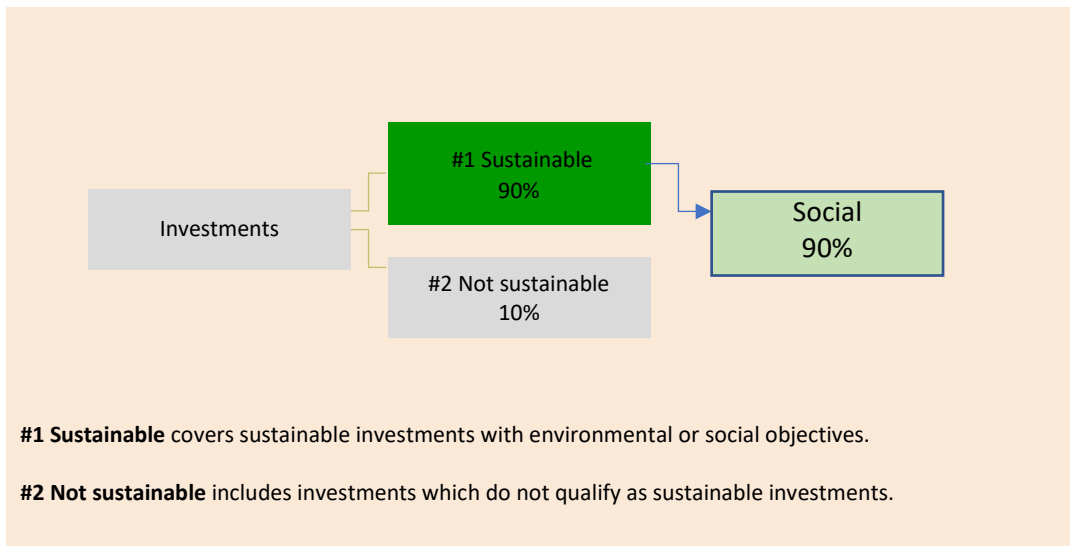 #1 Sustainable
90%
Investments
Social
90%
#2 Not sustainable
10%
#1 Sustainable covers sustainable investments with environmental or social objectives.
#2 Not sustainable includes investments which do not qualify as sustainable investments.